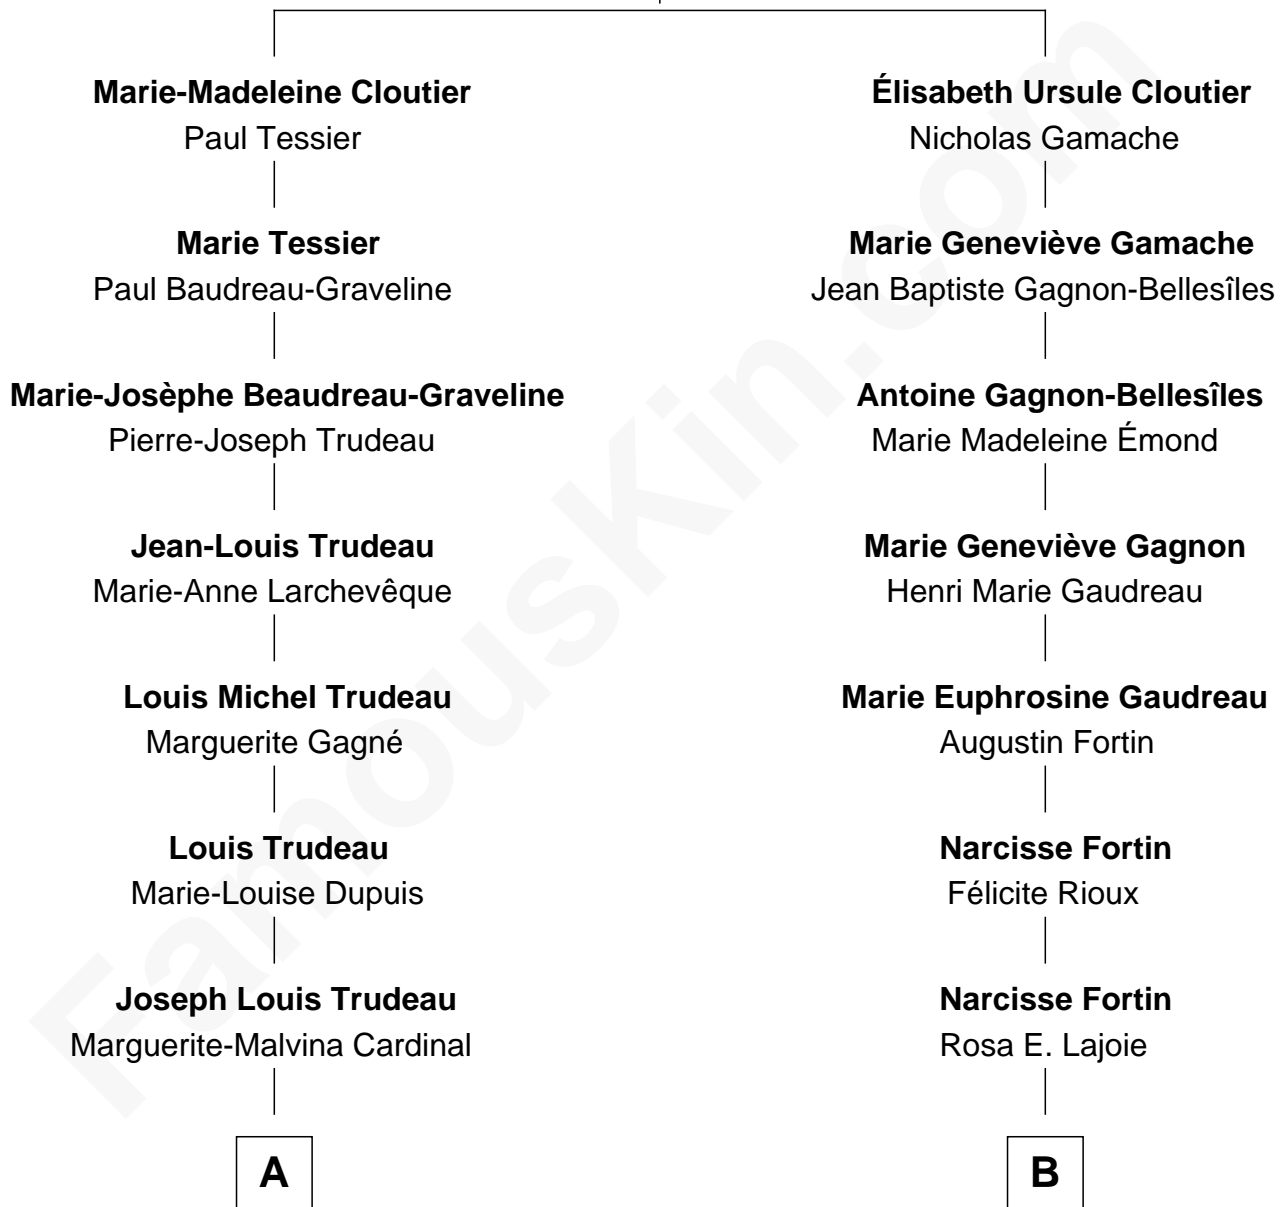 Marie-Madeleine Cloutier
Paul Tessier
Marie Tessier
Paul Baudreau-Graveline
Marie-Josèphe Beaudreau-Graveline
Pierre-Joseph Trudeau
Jean-Louis Trudeau
Marie-Anne Larchevêque
Louis Michel Trudeau
Marguerite Gagné
Louis Trudeau
Marie-Louise Dupuis
Joseph Louis Trudeau
Marguerite-Malvina Cardinal
A
Élisabeth Ursule Cloutier
Nicholas Gamache
Marie Geneviève Gamache
Jean Baptiste Gagnon-Bellesîles
Antoine Gagnon-Bellesîles
Marie Madeleine Émond
Marie Geneviève Gagnon
Henri Marie Gaudreau
Marie Euphrosine Gaudreau
Augustin Fortin
Narcisse Fortin
Félicite Rioux
Narcisse Fortin
Rosa E. Lajoie
B
FamousKin.com